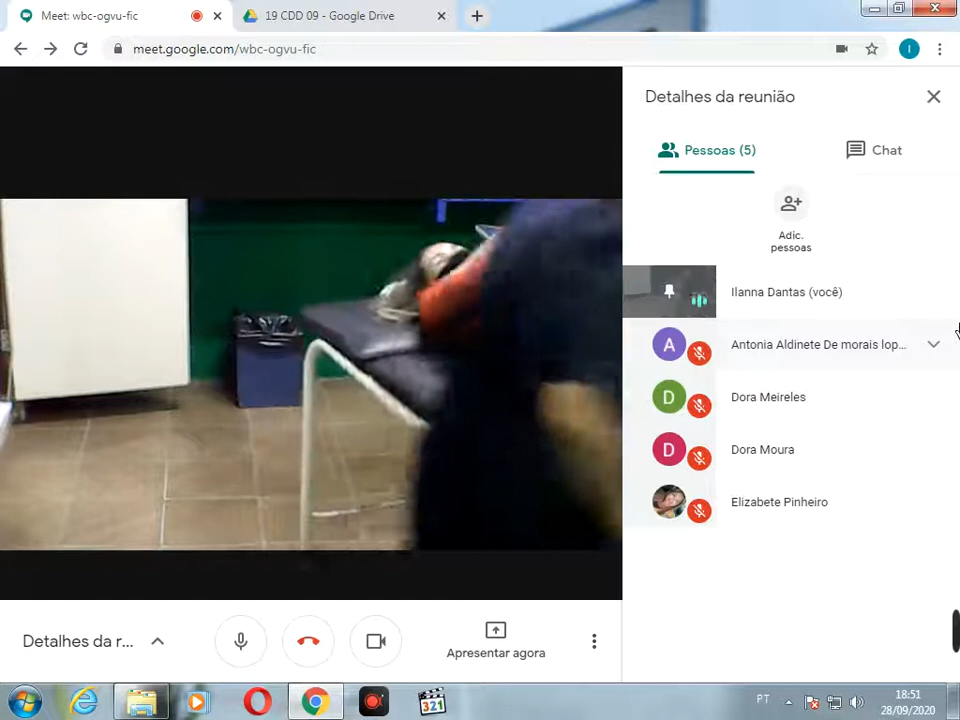 Meet: wbc-ogvu-fic
19 CDD 09 - Google Drive
meet.google.com/wbc-ogvu-fic
I
Detalhes da reunião
Pessoas (5)
Chat
Adic.
pessoas
Ilanna Dantas (você)
A
Antonia Aldinete De morais lop...
D
Dora Meireles
D
Dora Moura
Elizabete Pinheiro
Detalhes da r...
Apresentar agora
321
PT
18:51
28/09/2020